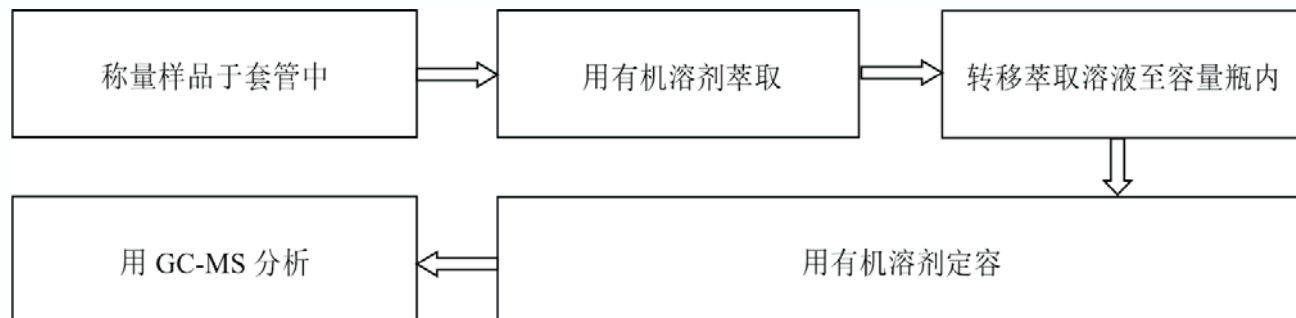 称量样品于套管中
用有机溶剂萃取
转移萃取溶液至容量瓶内
用有机溶剂定容
用 GC-MS 分析